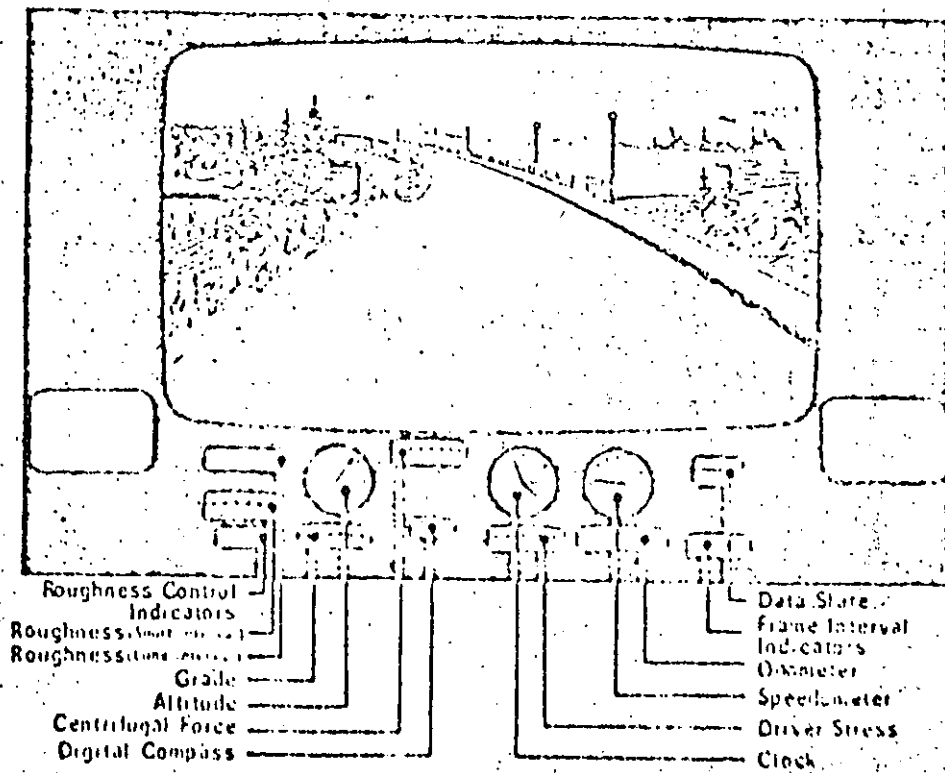 Roughness Control
Indicators
Roughness
Roughness
Grade
Altitude
Centrifugal Force
Digital Compass
Data Slate
Frame Interval
Indicators
Odometer
Speedometer
Driver Stress
Clock